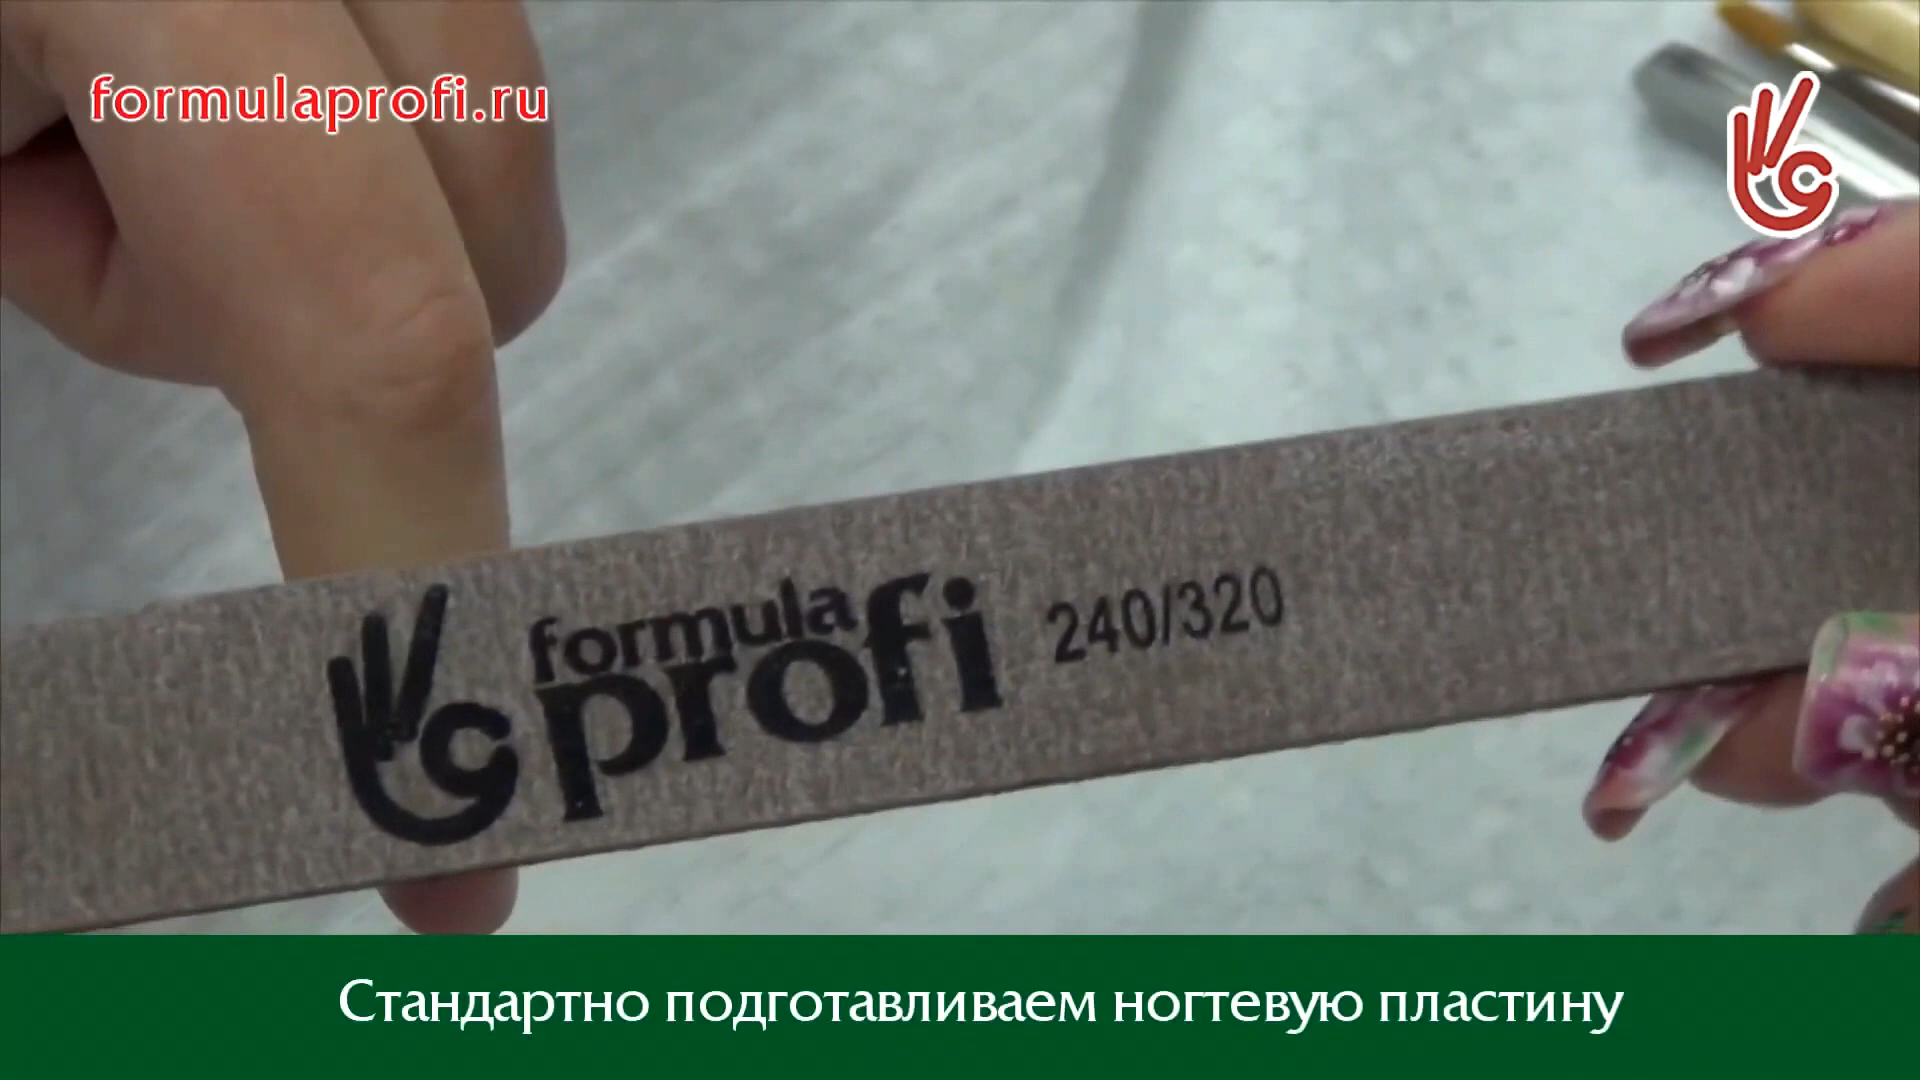 formulaprofi.ru
formula
profi 240/320
Стандартно подготавливаем ногтевую пластину